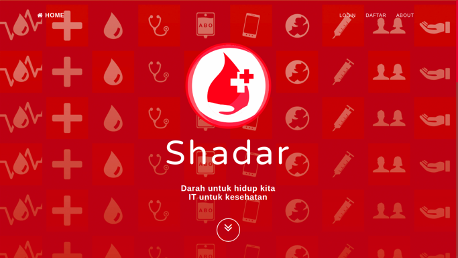 HOME
LOGIN DAFTAR ABOUT
Shadar
Darah untuk hidup kita
IT untuk kesehatan